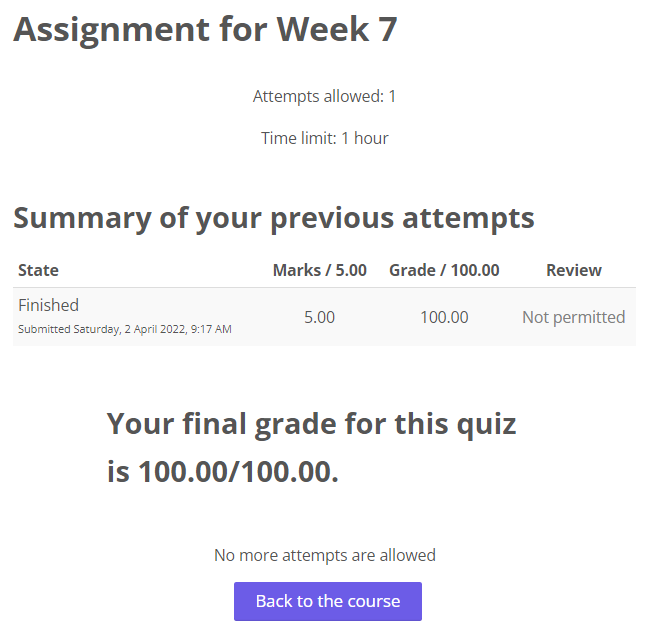 Assignment for Week 7
Attempts allowed: 1
Time limit: 1 hour
Summary of your previous attempts
State Marks / 5.00 Grade / 100.00 Review
Finished
Submitted Saturday, 2 April 2022, 9:17 AM
5.00 100.00 Not permitted
Your final grade for this quiz
is 100.00/100.00.
No more attempts are allowed
Back to the course